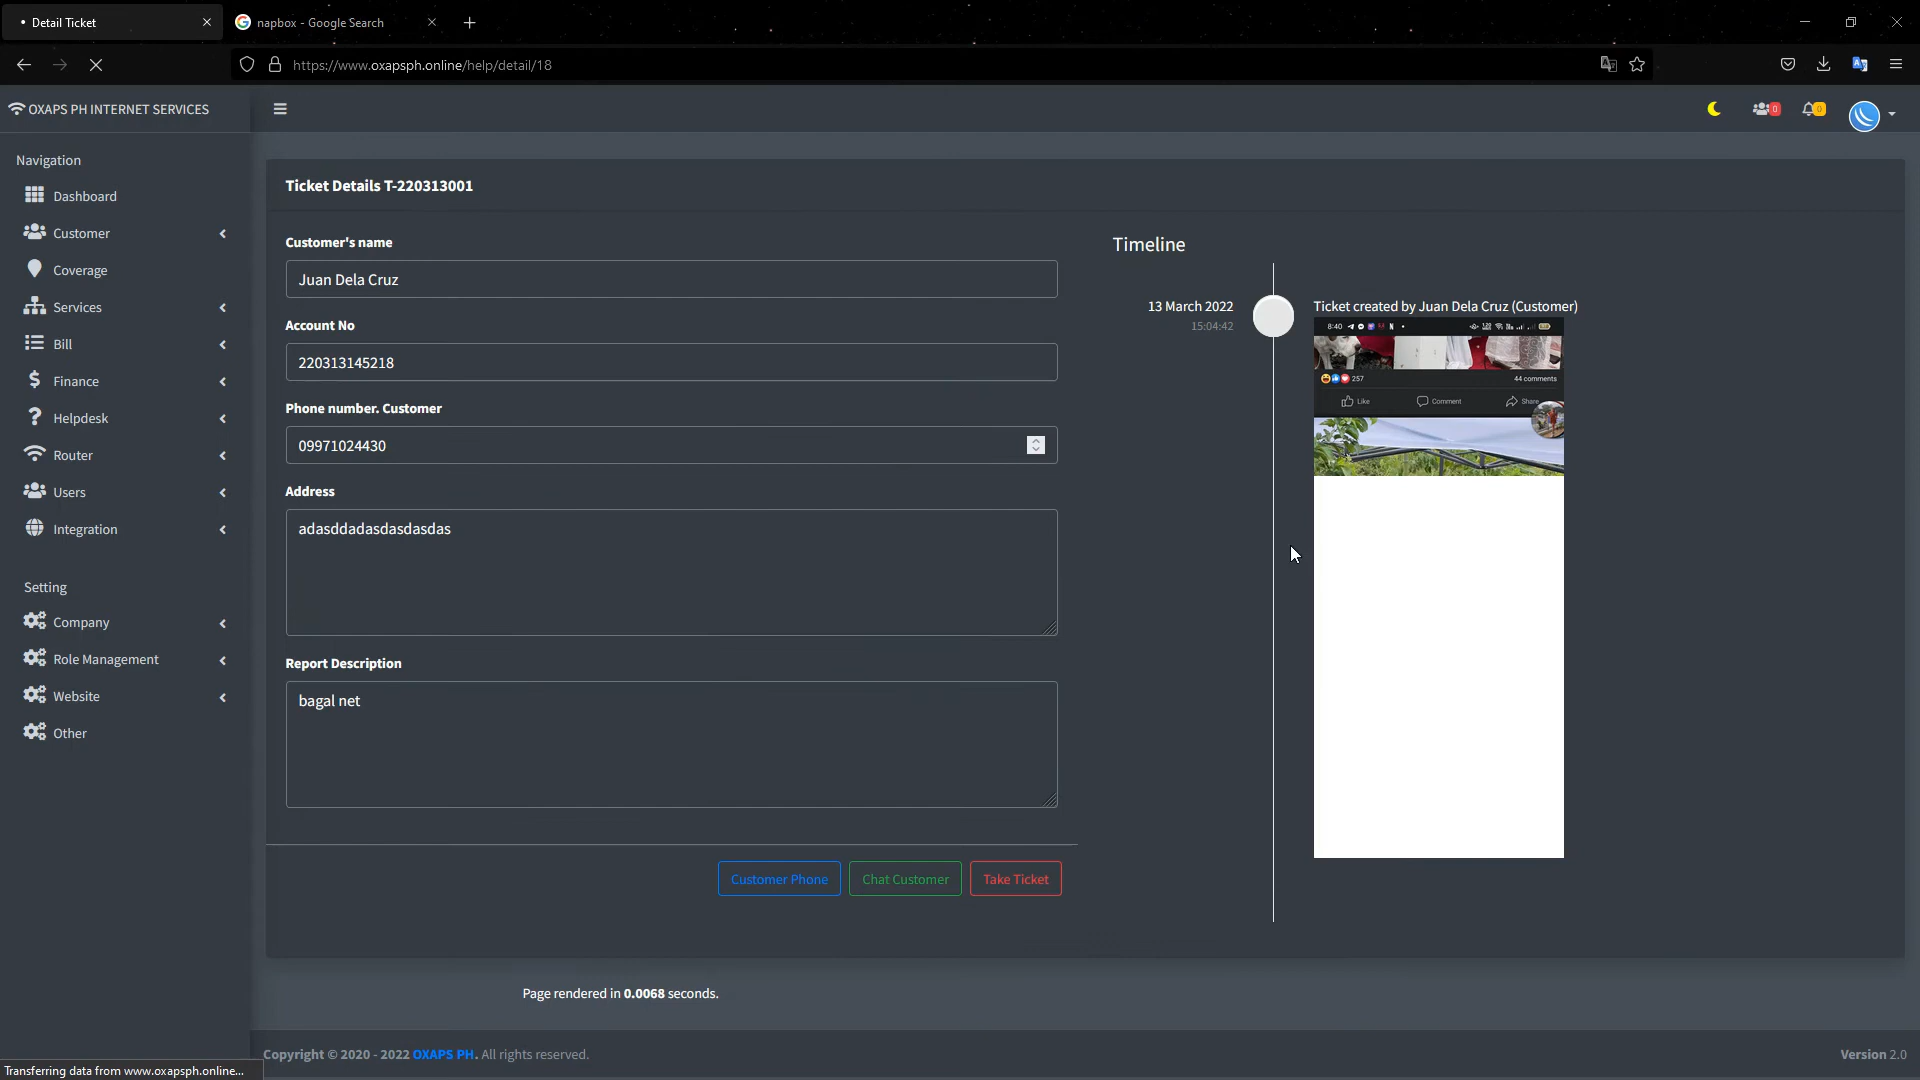 Detail Ticket
napbox - Google Search
https://www.oxapsph.online/help/detail/18
OXAPS PH INTERNET SERVICES
0
0
Navigation
Dashboard
Customer
Coverage
Services
Bill
Finance
Helpdesk
Router
Users
Integration
Setting
Company
Role Management
Website
Other
Ticket Details T-220313001
Customer's name
Juan Dela Cruz
Account No
220313145218
Phone number. Customer
09971024430
Address
adasddadasdasdasdas
Report Description
bagal net
Customer Phone
Chat Customer
Take Ticket
Timeline
13 March 2022
15:04:42
Ticket created by Juan Dela Cruz (Customer)
8:40
257
44 comments
Like
Comment
Share
Page rendered in 0.0068 seconds.
Copyright © 2020 - 2022 OXAPS PH. All rights reserved.
Version 2.0
Transferring data from www.oxapsph.online...